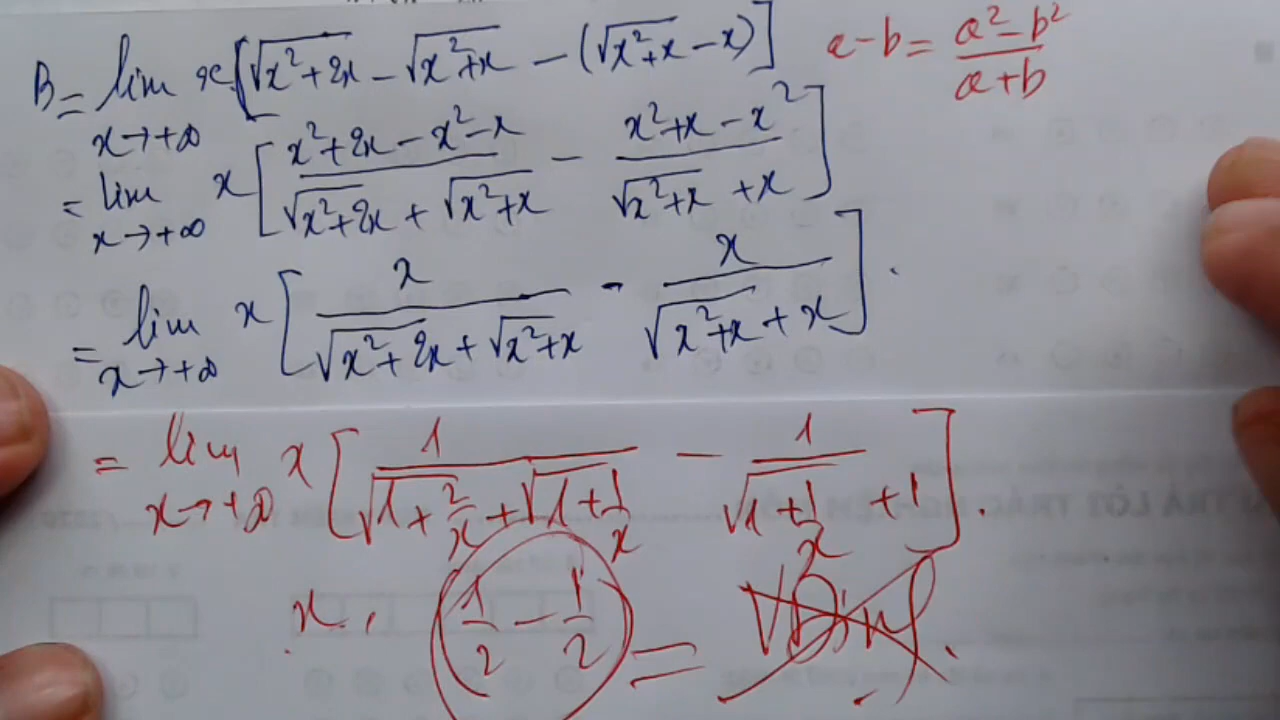 B = lim x→+∞ x[√(x²+2x) − √(x²+x) − (√(x²+x) − x)]
a − b = (a² − b²)/(a + b)
= lim x→+∞ x[(x²+2x − x² − x)/(√(x²+2x) + √(x²+x)) − (x²+x − x²)/(√(x²+x) + x)]
= lim x→+∞ x[x/(√(x²+2x) + √(x²+x)) − x/(√(x²+x) + x)].
= lim x→+∞ x[1/(√(1+2/x) + √(1+1/x)) − 1/(√(1+1/x) + 1)].
x . (1/2 − 1/2) =